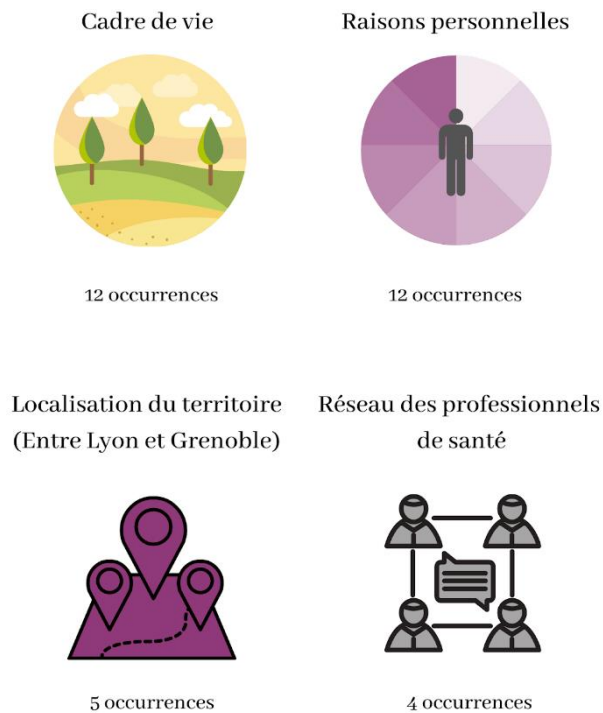 Cadre de vie
Raisons personnelles
12 occurrences
12 occurrences
Localisation du territoire
(Entre Lyon et Grenoble)
Réseau des professionnels
de santé
5 occurrences
4 occurrences